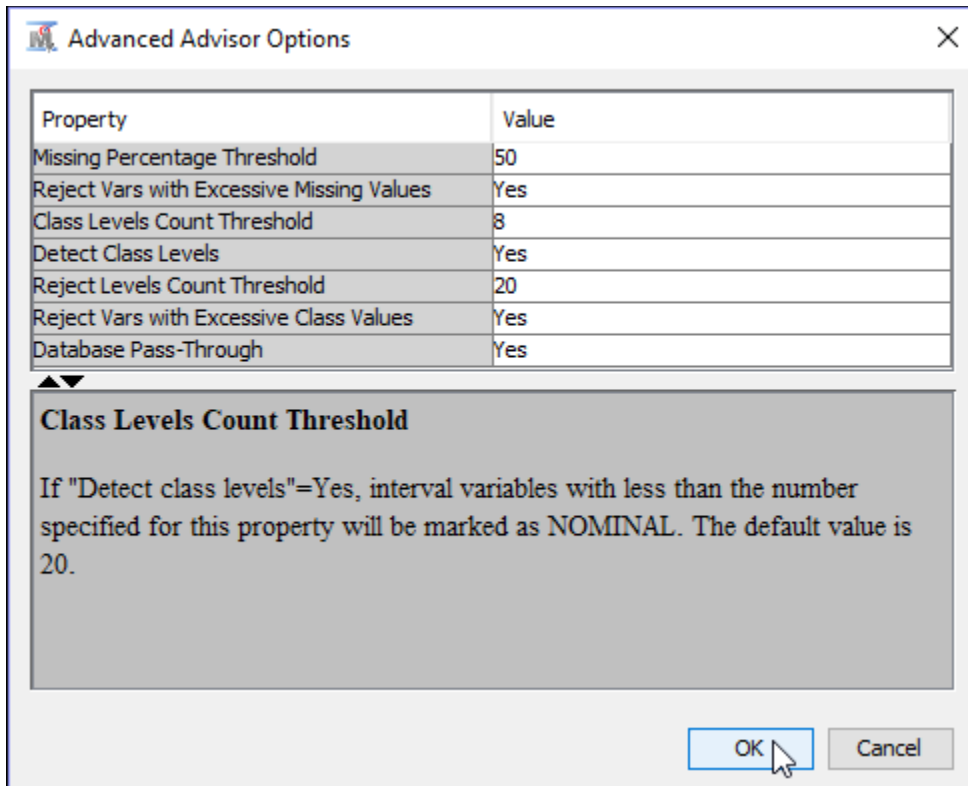 Advanced Advisor Options
Property Value
Missing Percentage Threshold 50
Reject Vars with Excessive Missing Values Yes
Class Levels Count Threshold 8
Detect Class Levels Yes
Reject Levels Count Threshold 20
Reject Vars with Excessive Class Values Yes
Database Pass-Through Yes
Class Levels Count Threshold
If "Detect class levels"=Yes, interval variables with less than the number
specified for this property will be marked as NOMINAL. The default value is
20.
OK Cancel